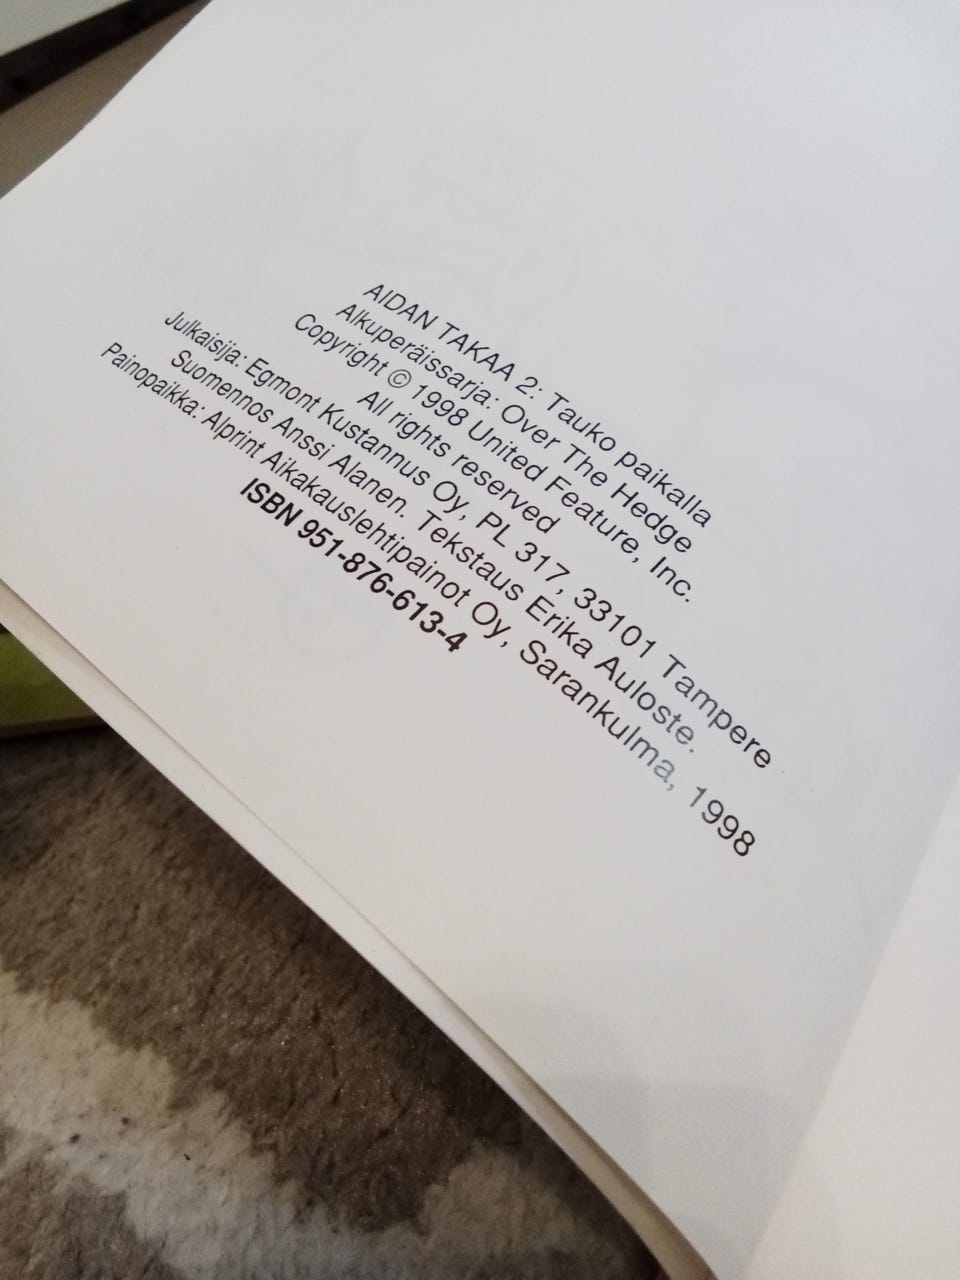 AIDAN TAKAA 2: Tauko paikalla
Alkuperäissarja: Over The Hedge
Copyright © 1998 United Feature, Inc.
All rights reserved
Julkaisija: Egmont Kustannus Oy, PL 317, 33101 Tampere
Suomennos Anssi Alanen. Tekstaus Erika Auloste.
Painopaikka: Alprint Aikakauslehtipainot Oy, Sarankulma, 1998
ISBN 951-876-613-4